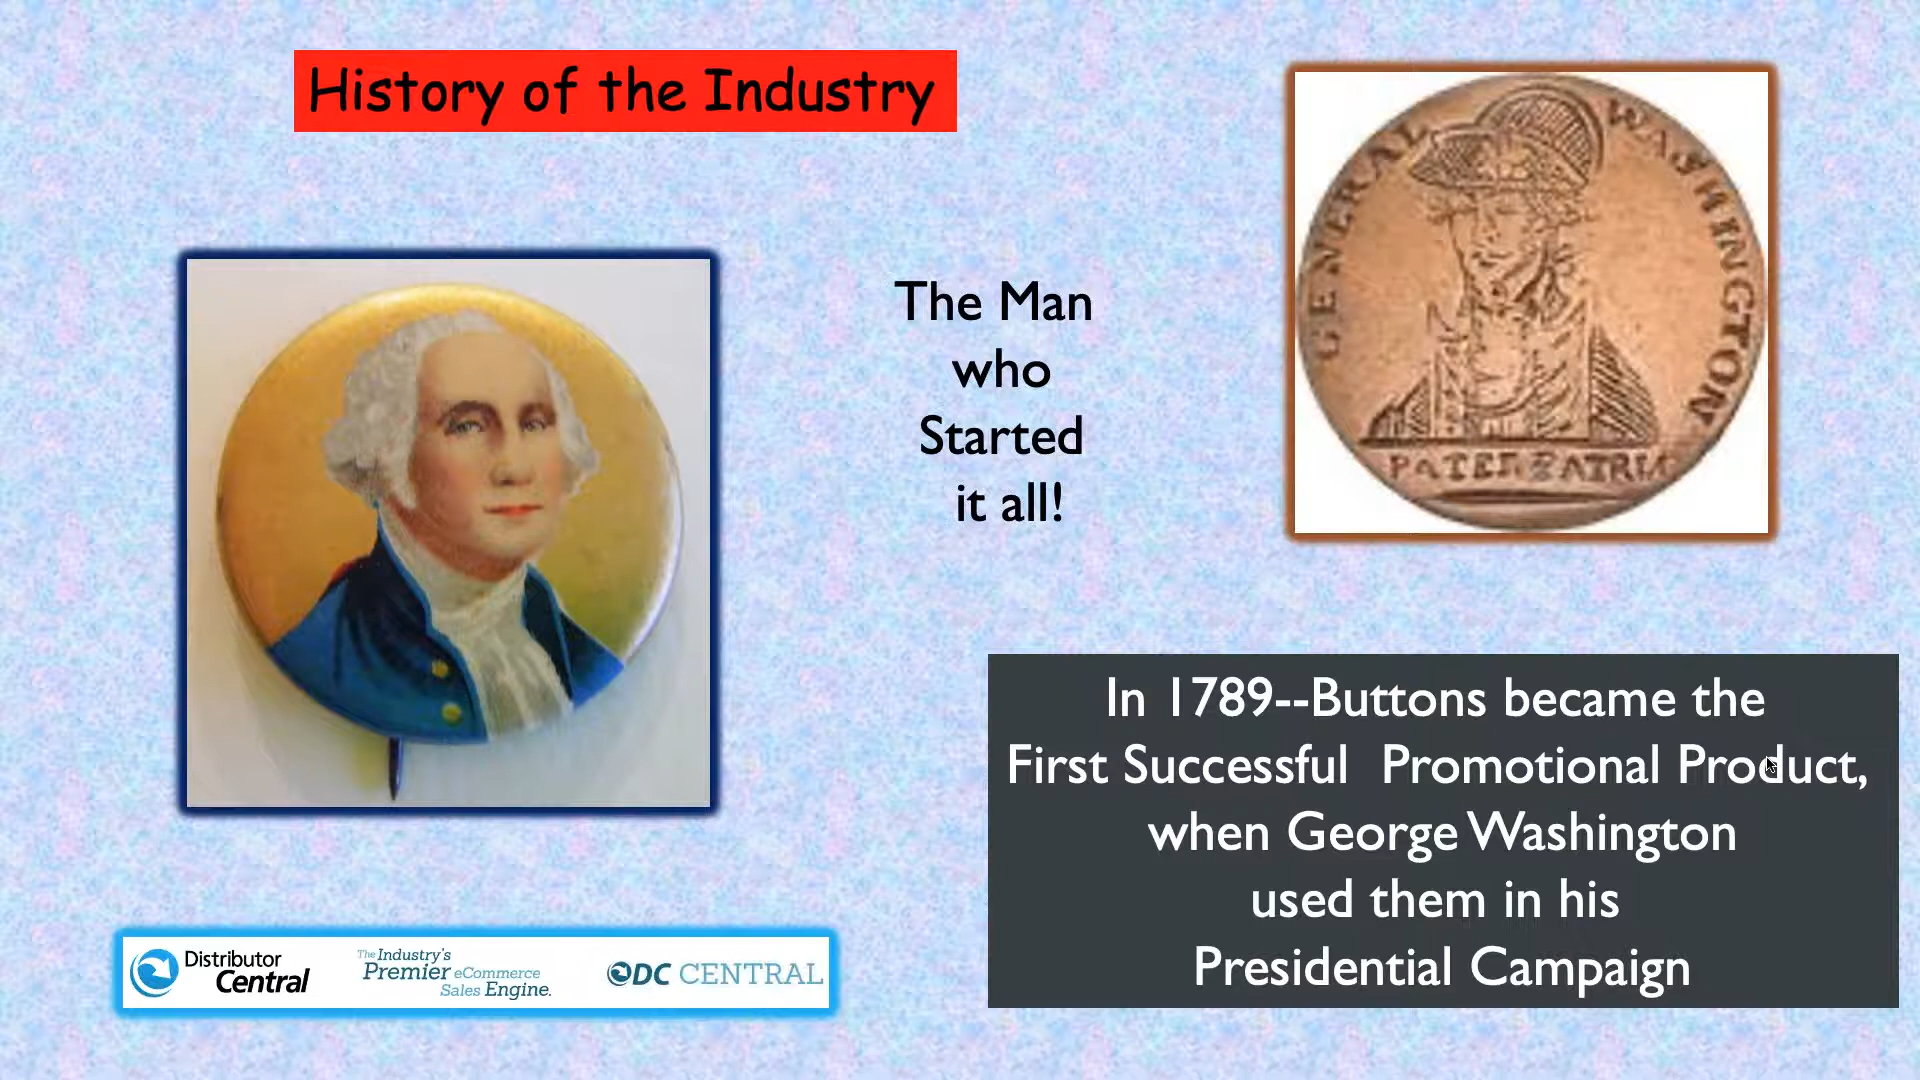 History of the Industry
GENERAL WASHINGTON
PATER PATRIA
The Man
who
Started
it all!
In 1789--Buttons became the
First Successful Promotional Product,
when George Washington
used them in his
Presidential Campaign
Distributor
Central
The Industry's
Premier eCommerce
Sales Engine.
DC CENTRAL